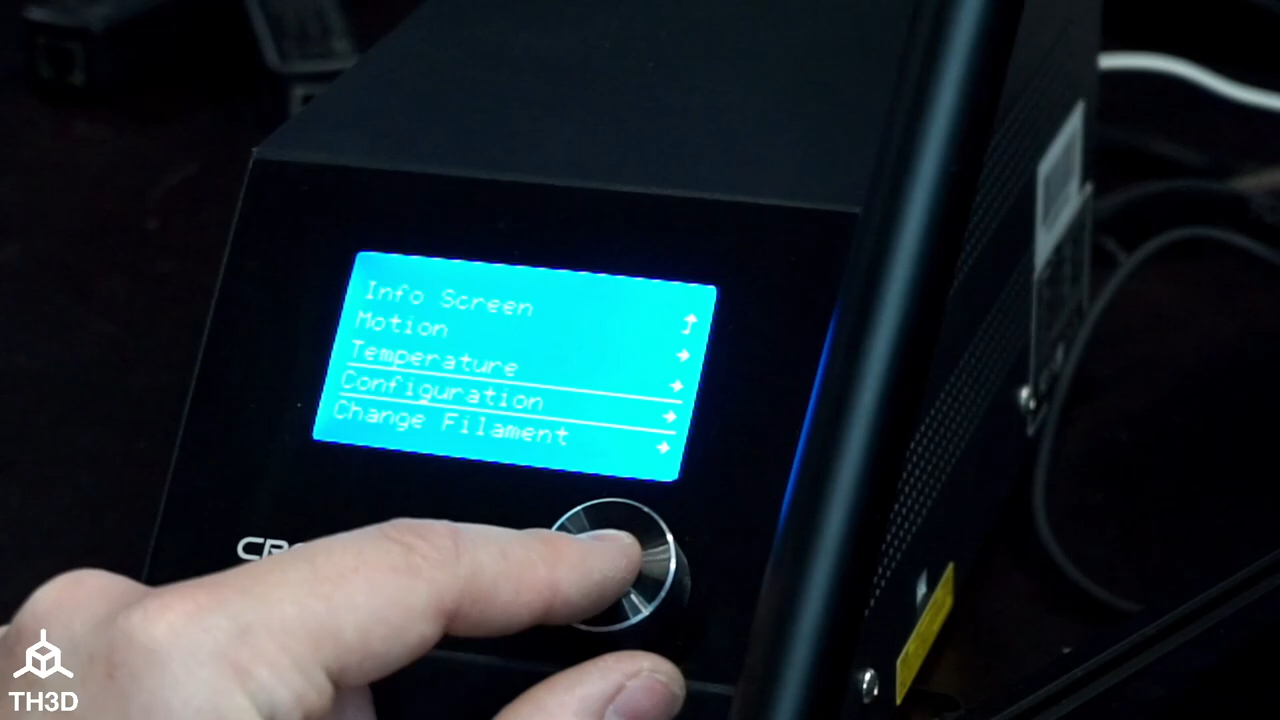 Info Screen
Motion
Temperature
Configuration
Change Filament
TH3D